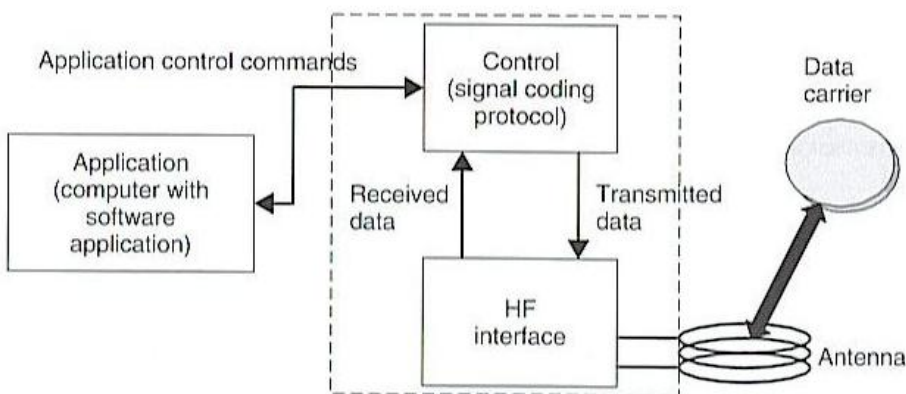 Application control commands
Control
(signal coding
protocol)
Data
carrier
Application
(computer with
software
application)
Received
data
Transmitted
data
HF
interface
Antenna